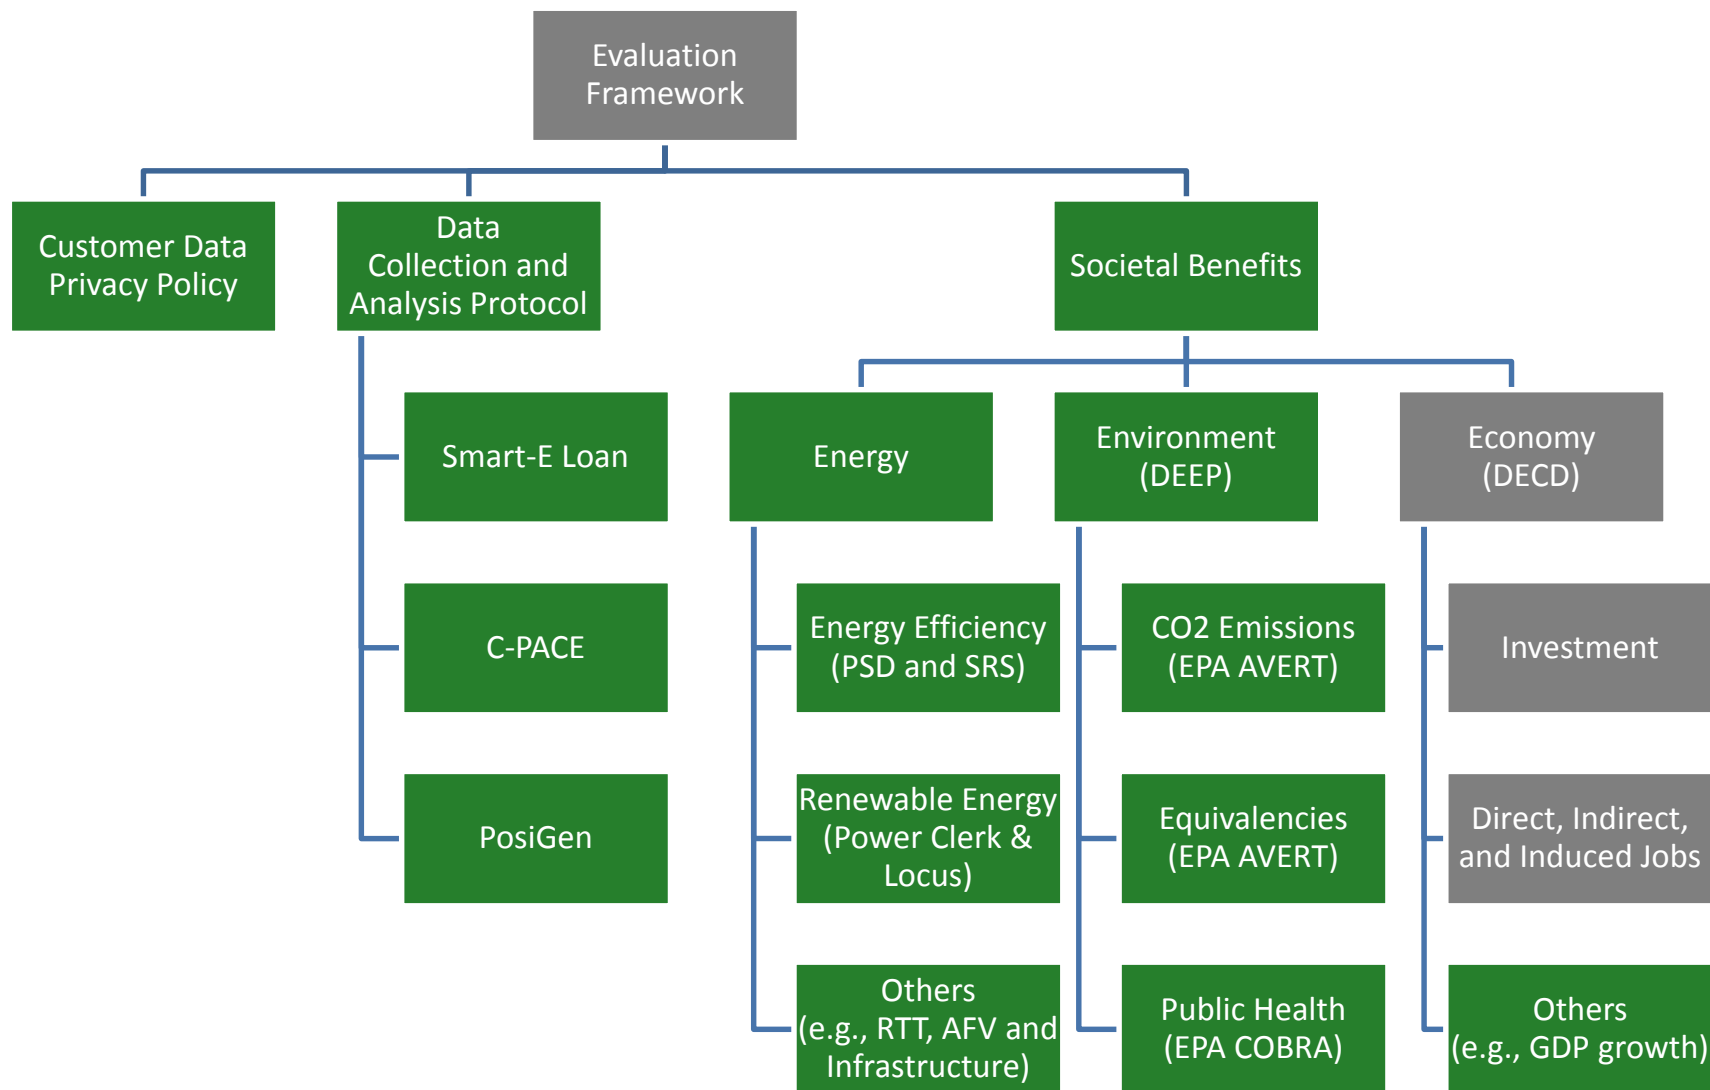 Evaluation
Framework
Customer Data
Privacy Policy
Data
Collection and
Analysis Protocol
Societal Benefits
Smart-E Loan
C-PACE
PosiGen
Energy
Environment
(DEEP)
Economy
(DECD)
Energy Efficiency
(PSD and SRS)
CO2 Emissions
(EPA AVERT)
Investment
Renewable Energy
(Power Clerk &
Locus)
Equivalencies
(EPA AVERT)
Direct, Indirect,
and Induced Jobs
Others
(e.g., RTT, AFV and
Infrastructure)
Public Health
(EPA COBRA)
Others
(e.g., GDP growth)